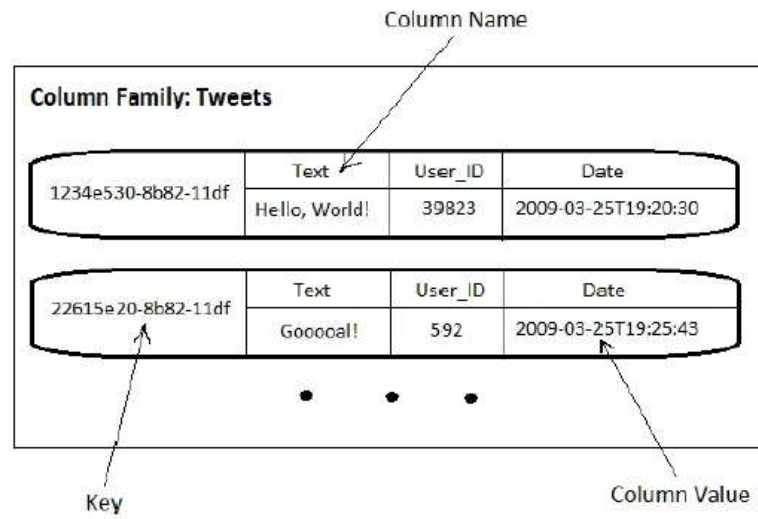 Column Name
Column Family: Tweets
1234e530-8b82-11df
Text User_ID Date
Hello, World! 39823 2009-03-25T19:20:30
22615e20-8b82-11df
Text User_ID Date
Gooooal! 592 2009-03-25T19:25:43
Key
Column Value